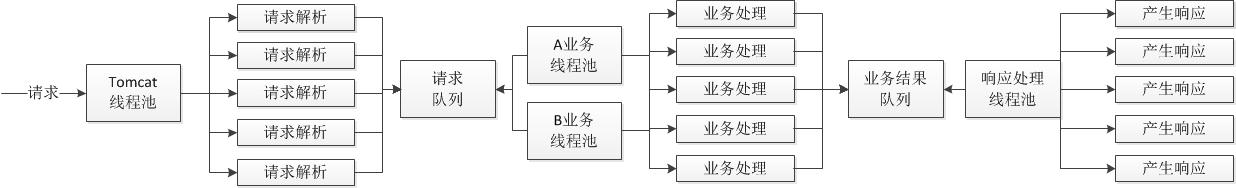 请求
Tomcat
线程池
请求解析
请求解析
请求解析
请求解析
请求解析
请求
队列
A业务
线程池
B业务
线程池
业务处理
业务处理
业务处理
业务处理
业务处理
业务结果
队列
响应处理
线程池
产生响应
产生响应
产生响应
产生响应
产生响应